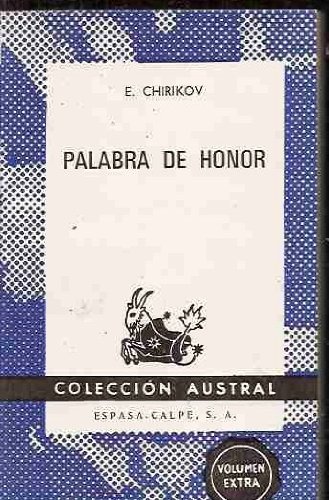 E. CHIRIKOV
PALABRA DE HONOR
COLECCIÓN AUSTRAL
ESPASA-CALPE, S. A.
VOLUMEN
EXTRA